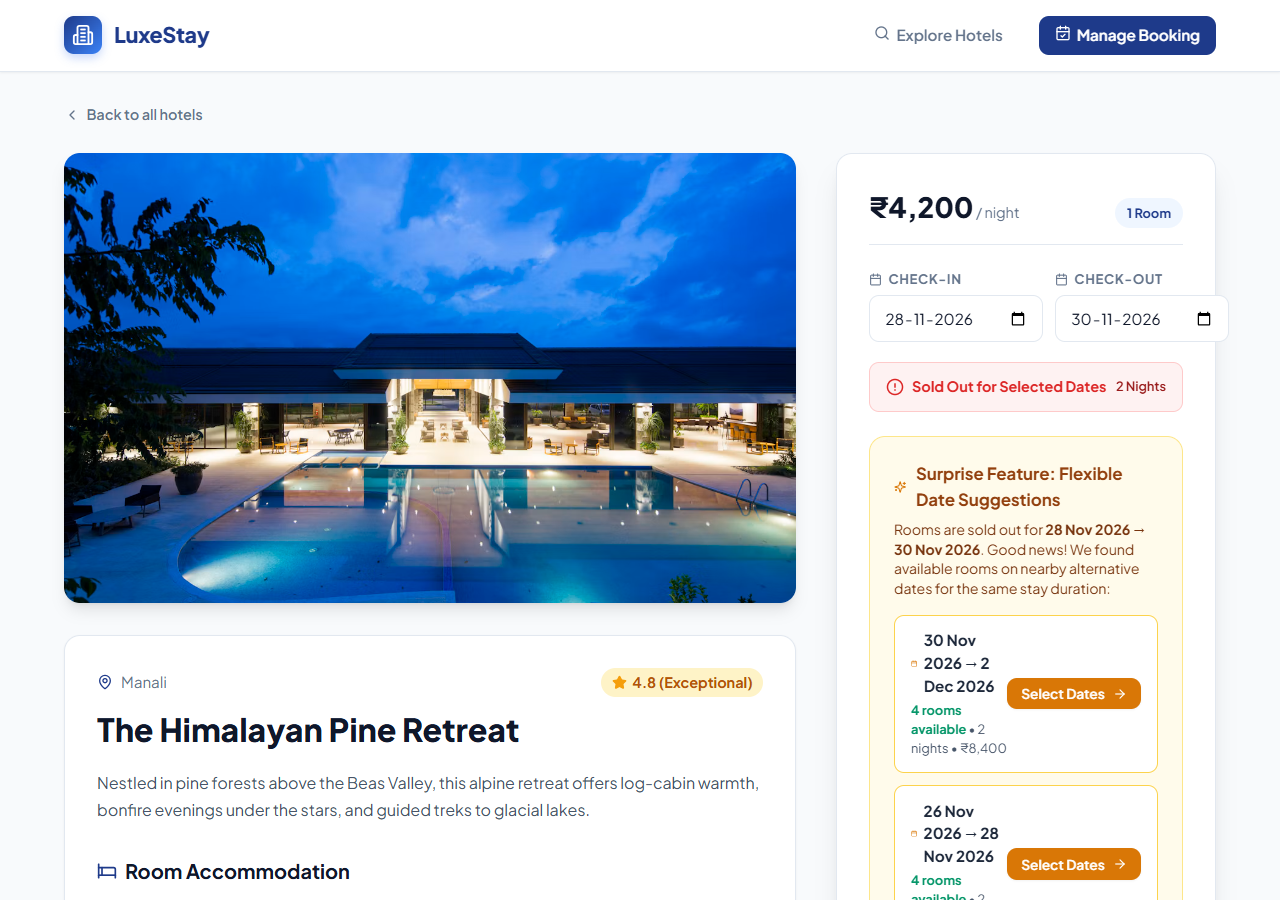 LuxeStay
Explore Hotels
Manage Booking
Back to all hotels
₹4,200 / night
1 Room
CHECK-IN
CHECK-OUT
28-11-2026
30-11-2026
Sold Out for Selected Dates
2 Nights
Surprise Feature: Flexible
Date Suggestions
Rooms are sold out for 28 Nov 2026 →
30 Nov 2026. Good news! We found
available rooms on nearby alternative
dates for the same stay duration:
30 Nov
2026 → 2
Dec 2026
4 rooms
available • 2
nights • ₹8,400
Select Dates
26 Nov
2026 → 28
Nov 2026
4 rooms
available • 2
Select Dates
Manali
4.8 (Exceptional)
The Himalayan Pine Retreat
Nestled in pine forests above the Beas Valley, this alpine retreat offers log-cabin warmth,
bonfire evenings under the stars, and guided treks to glacial lakes.
Room Accommodation